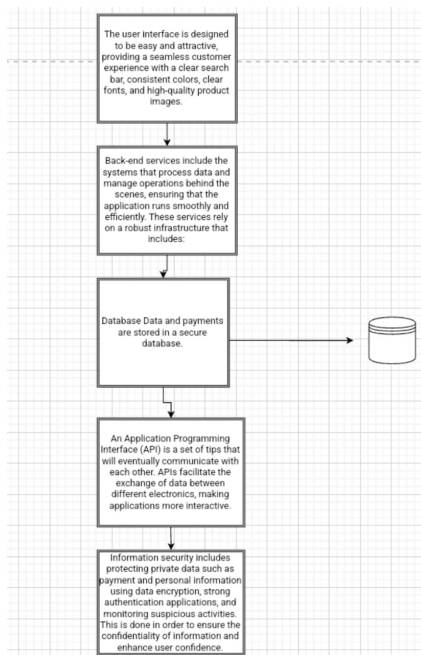 The user interface is designed
to be easy and attractive,
providing a seamless customer
experience with a clear search
bar, consistent colors, clear
fonts, and high-quality product
images.
Back-end services include the
systems that process data and
manage operations behind the
scenes, ensuring that the
application runs smoothly and
efficiently. These services rely
on a robust infrastructure that
includes:
Database Data and payments
are stored in a secure
database.
An Application Programming
Interface (API) is a set of tips that
will eventually communicate with
each other. APIs facilitate the
exchange of data between
different electronics, making
applications more interactive.
Information security includes
protecting private data such as
payment and personal information
using data encryption, strong
authentication applications, and
monitoring suspicious activities.
This is done in order to ensure the
confidentiality of information and
enhance user confidence.